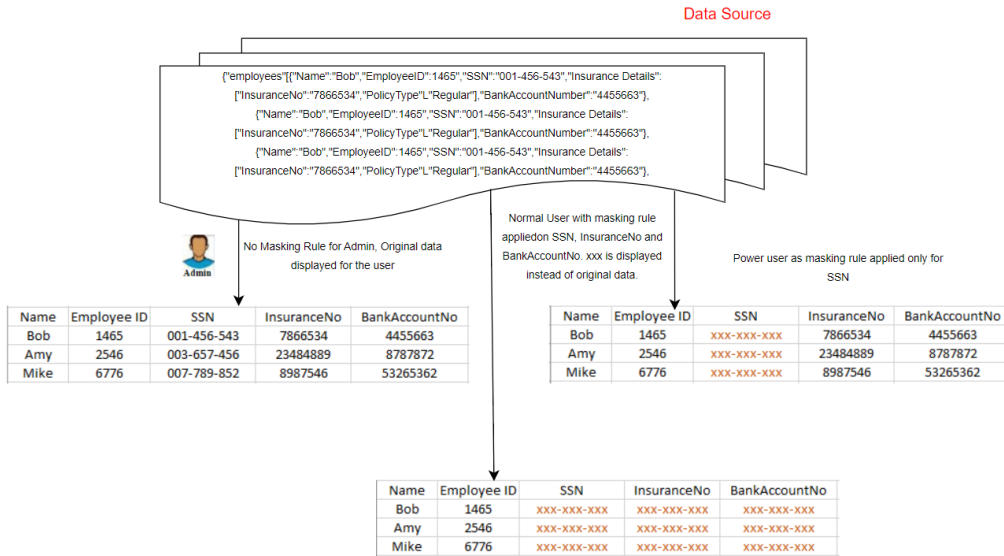 Data Source
{"employees"[{"Name":"Bob","EmployeeID":1465","SSN":"001-456-543","Insurance Details":
["InsuranceNo":"7866534","PolicyType"L"Regular"],"BankAccountNumber":"4455663"},
{"Name":"Bob","EmployeeID":1465","SSN":"001-456-543","Insurance Details":
["InsuranceNo":"7866534","PolicyType"L"Regular"],"BankAccountNumber":"4455663"},
{"Name":"Bob","EmployeeID":1465","SSN":"001-456-543","Insurance Details":
["InsuranceNo":"7866534","PolicyType"L"Regular"],"BankAccountNumber":"4455663"},
Admin
No Masking Rule for Admin, Original data
displayed for the user
Normal User with masking rule
appliedon SSN, InsuranceNo and
BankAccountNo. xxx is displayed
instead of original data.
Power user as masking rule applied only for
SSN
Name Employee ID SSN InsuranceNo BankAccountNo
Bob 1465 001-456-543 7866534 4455663
Amy 2546 003-657-456 23484889 8787872
Mike 6776 007-789-852 8987546 53265362
Name Employee ID SSN InsuranceNo BankAccountNo
Bob 1465 xxx-xxx-xxx 7866534 4455663
Amy 2546 xxx-xxx-xxx 23484889 8787872
Mike 6776 xxx-xxx-xxx 8987546 53265362
Name Employee ID SSN InsuranceNo BankAccountNo
Bob 1465 xxx-xxx-xxx xxx-xxx-xxx xxx-xxx-xxx
Amy 2546 xxx-xxx-xxx xxx-xxx-xxx xxx-xxx-xxx
Mike 6776 xxx-xxx-xxx xxx-xxx-xxx xxx-xxx-xxx